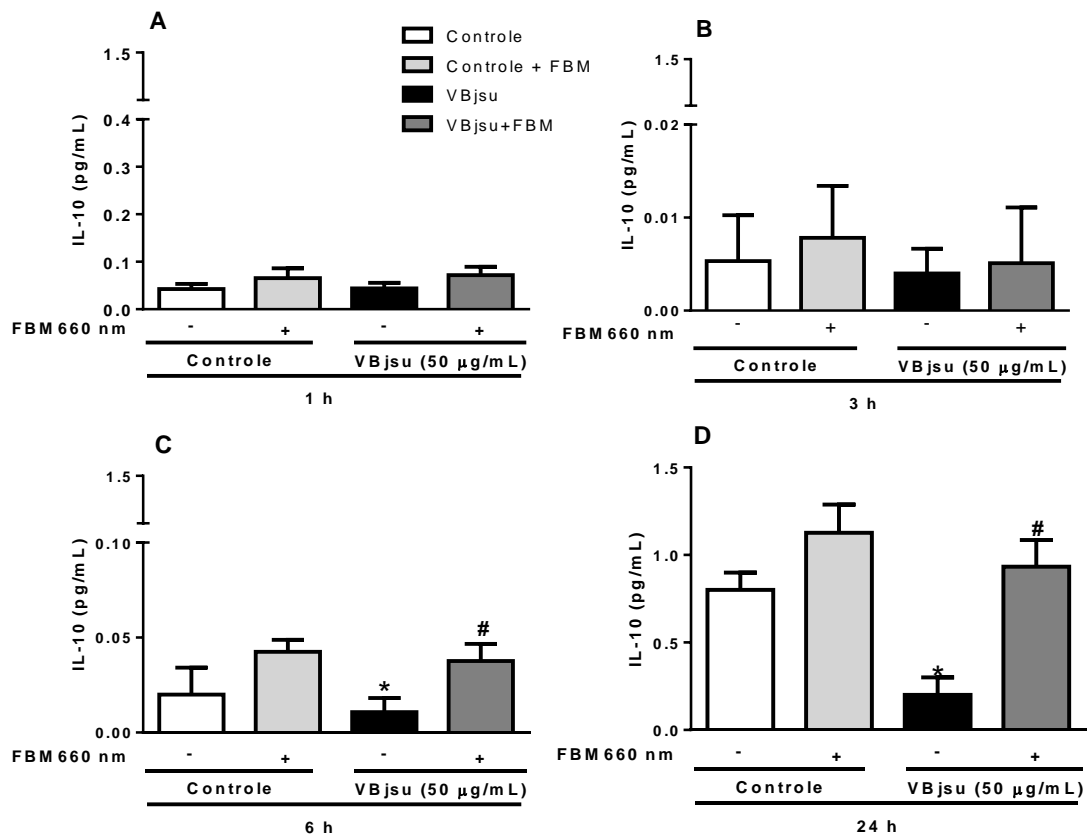 A
Controle
Controle + FBM
VBjsu
VBjsu+FBM
1.5
0.4
0.3
0.2
0.1
0.0
IL-10 (pg/mL)
FBM 660 nm - + - +
Controle VBjsu (50 μg/mL)
1 h
B
1.5
0.02
0.01
0.00
IL-10 (pg/mL)
FBM 660 nm - + - +
Controle VBjsu (50 μg/mL)
3 h
C
1.5
0.10
0.05
0.00
IL-10 (pg/mL)
* #
FBM 660 nm - + - +
Controle VBjsu (50 μg/mL)
6 h
D
1.5
1.0
0.5
0.0
IL-10 (pg/mL)
* #
FBM 660 nm - + - +
Controle VBjsu (50 μg/mL)
24 h